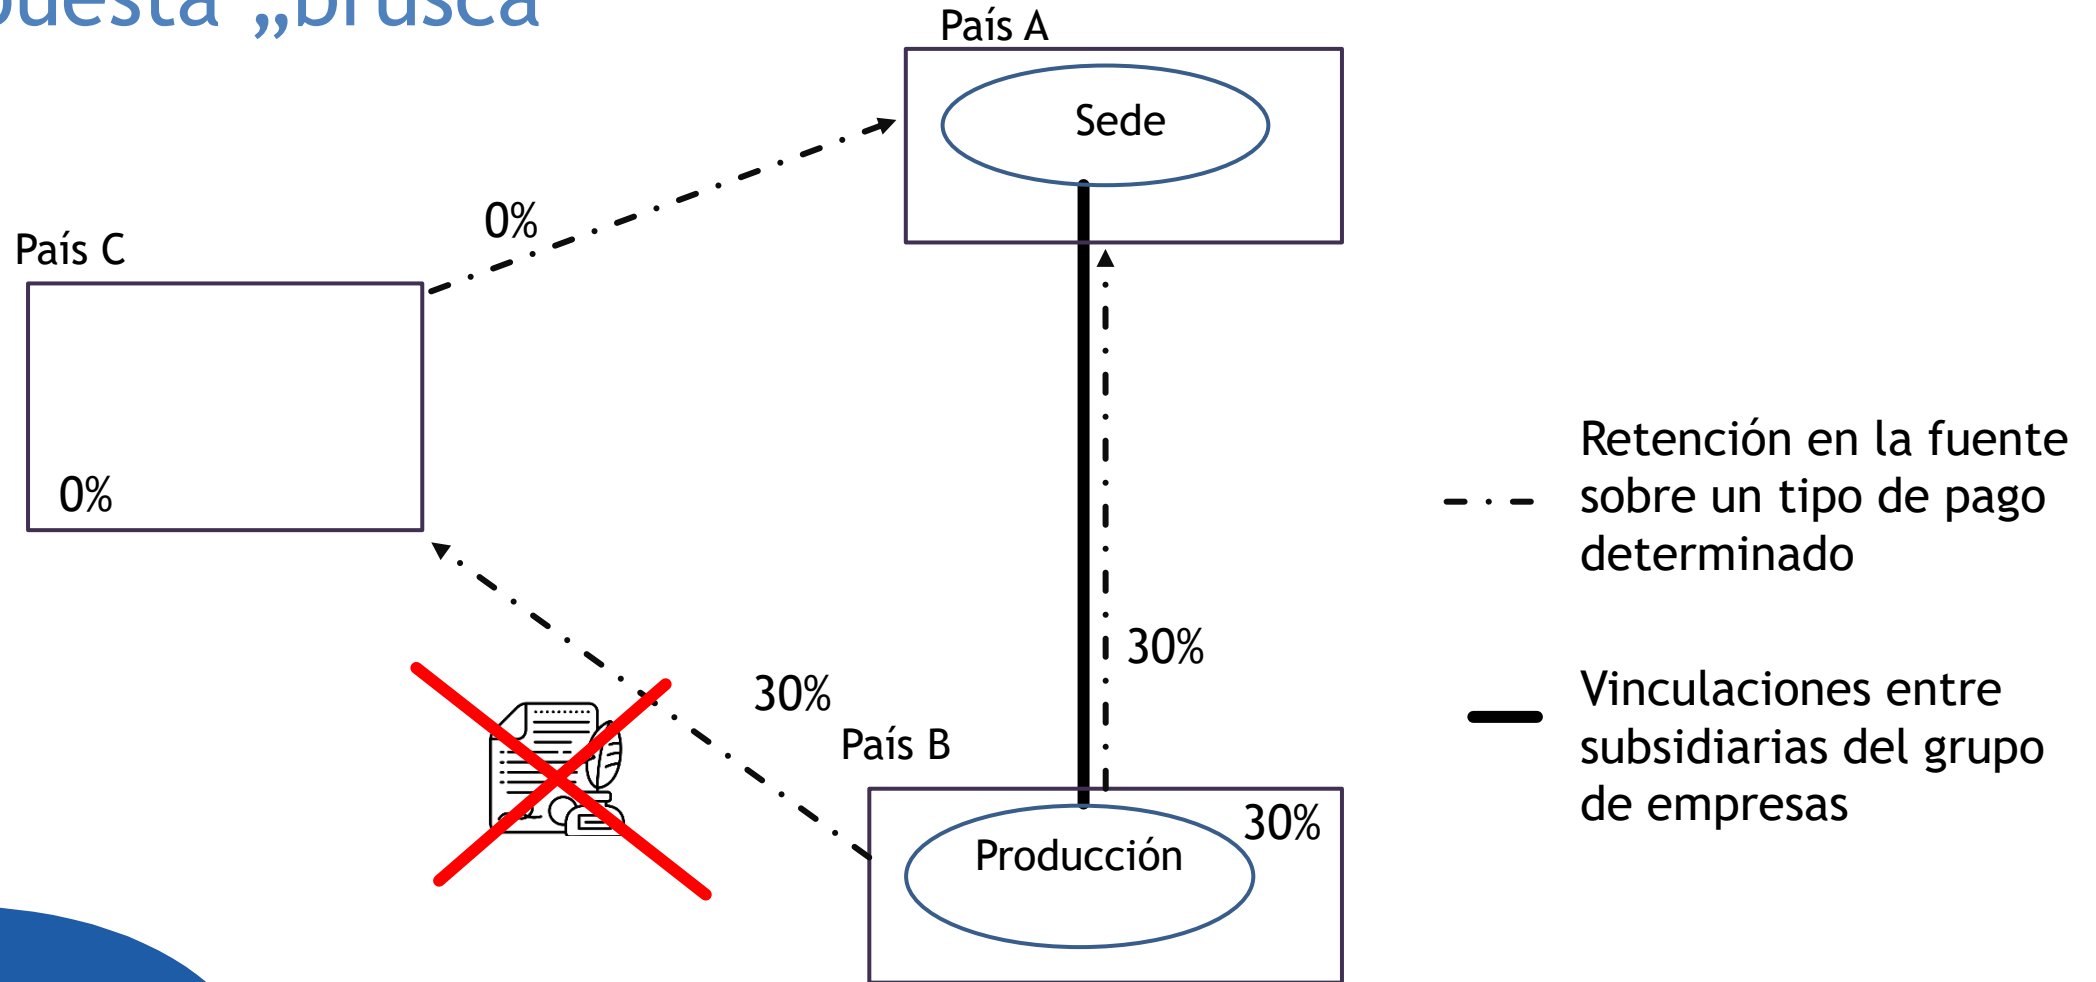 „brusca
País A
Sede
0%
País C
0%
30%
30%
País B
30%
Producción
Retención en la fuente
sobre un tipo de pago
determinado
Vinculaciones entre
subsidiarias del grupo
de empresas